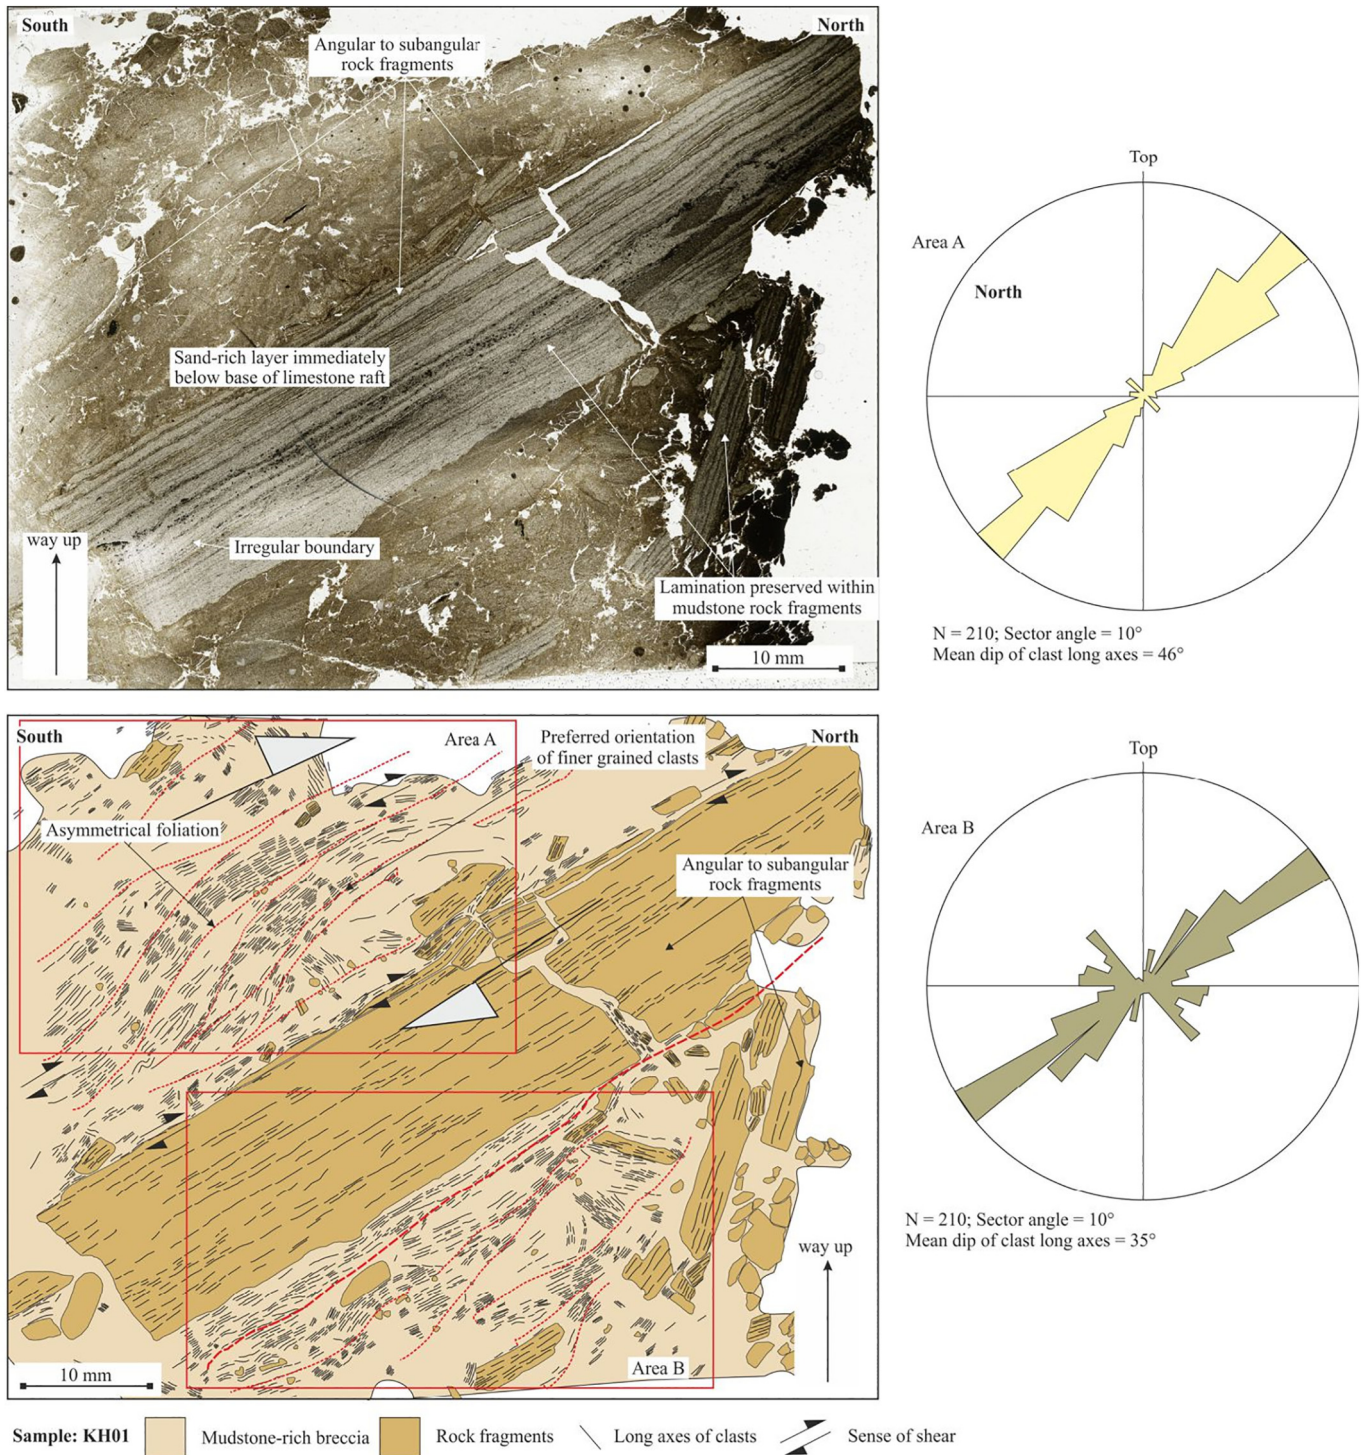 South
North
Angular to subangular
rock fragments
Sand-rich layer immediately
below base of limestone raft
way up
Irregular boundary
Lamination preserved within
mudstone rock fragments
10 mm
Top
Area A
North
N = 210; Sector angle = 10°
Mean dip of clast long axes = 46°
South
Area A
Preferred orientation
of finer grained clasts
North
Asymmetrical foliation
Angular to subangular
rock fragments
way up
10 mm
Area B
Top
Area B
N = 210; Sector angle = 10°
Mean dip of clast long axes = 35°
Sample: KH01
Mudstone-rich breccia
Rock fragments
Long axes of clasts
Sense of shear